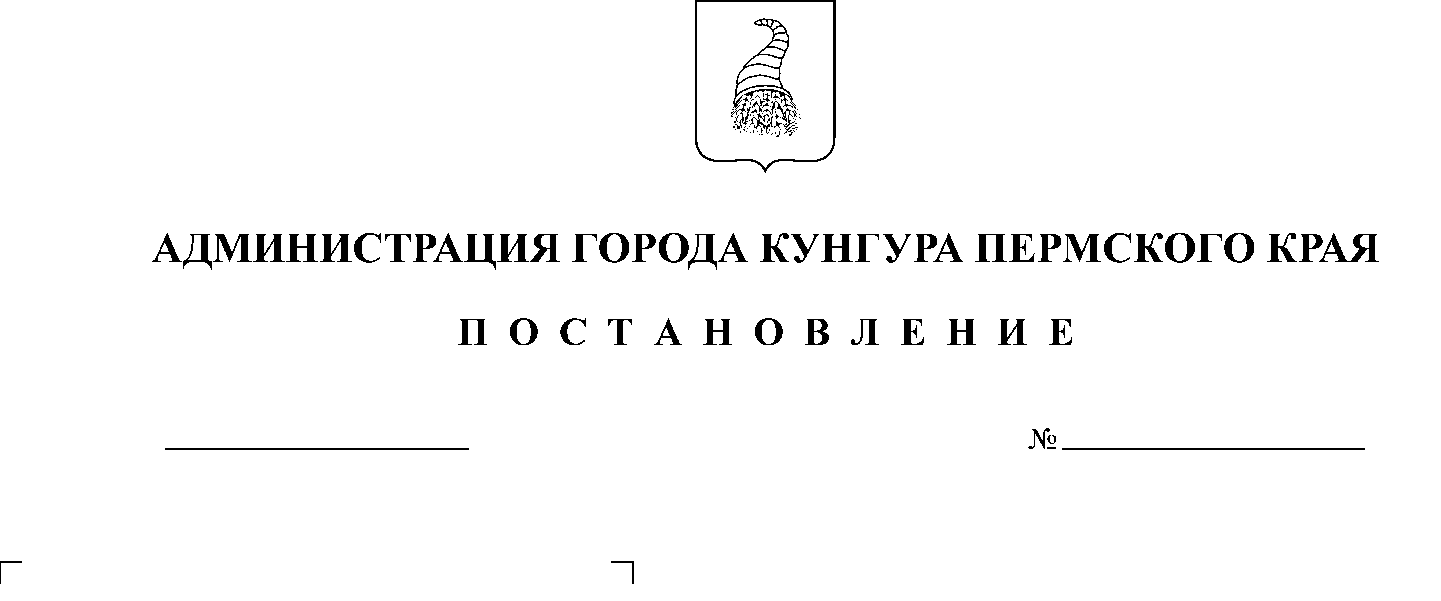 АДМИНИСТРАЦИЯ ГОРОДА КУНГУРА ПЕРМСКОГО КРАЯ
П О С Т А Н О В Л Е Н И Е
№